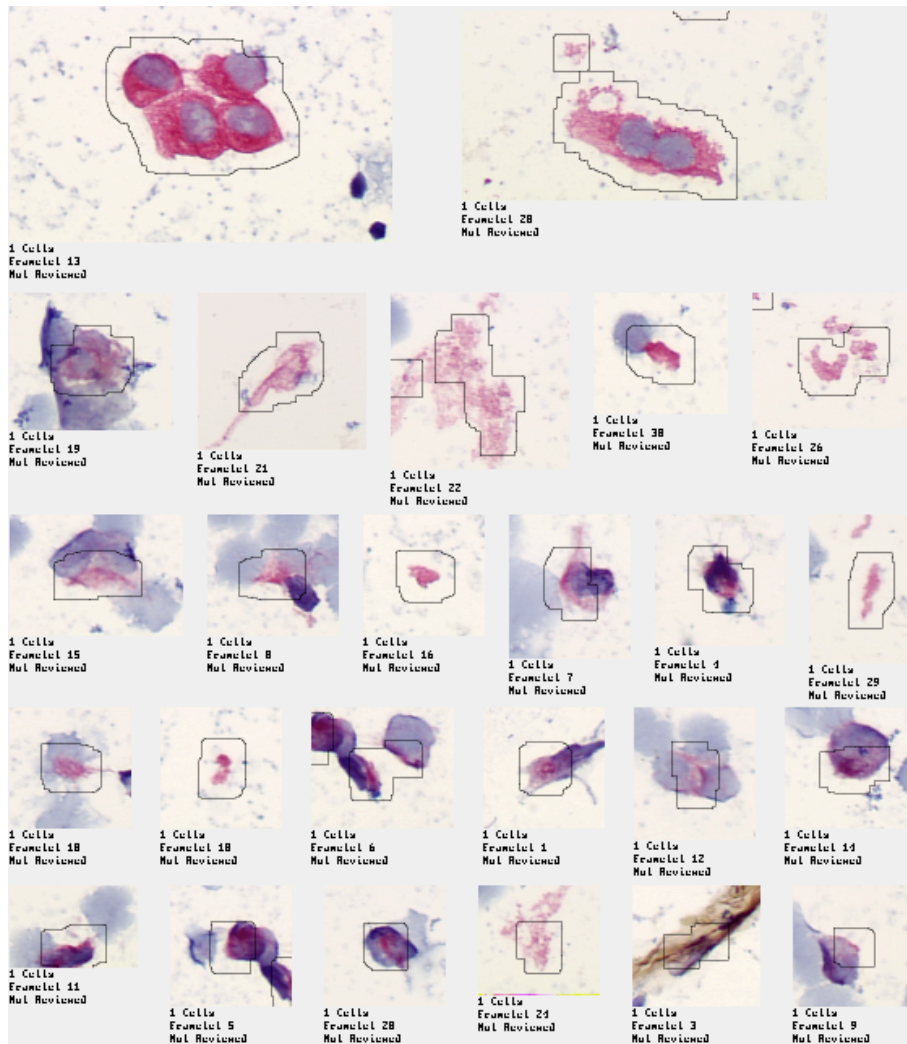 1 Cells
Framelet 13
Not Reviewed
1 Cells
Framelet
Not Reviewed
1 Cells
Framelet 19
Not Reviewed
1 Cells
Framelet 21
Not Reviewed
1 Cells
Framelet 22
Not Reviewed
1 Cells
Framelet
Not Reviewed
1 Cells
Framelet 26
Not Reviewed
1 Cells
Framelet 15
Not Reviewed
1 Cells
Framelet 8
Not Reviewed
1 Cells
Framelet 16
Not Reviewed
1 Cells
Framelet 7
Not Reviewed
1 Cells
Framelet 4
Not Reviewed
1 Cells
Framelet 29
Not Reviewed
1 Cells
Framelet
Not Reviewed
1 Cells
Framelet
Not Reviewed
1 Cells
Framelet 6
Not Reviewed
1 Cells
Framelet 1
Not Reviewed
1 Cells
Framelet 12
Not Reviewed
1 Cells
Framelet 14
Not Reviewed
1 Cells
Framelet 11
Not Reviewed
1 Cells
Framelet 5
Not Reviewed
1 Cells
Framelet
Not Reviewed
1 Cells
Framelet 24
Not Reviewed
1 Cells
Framelet 3
Not Reviewed
1 Cells
Framelet 9
Not Reviewed